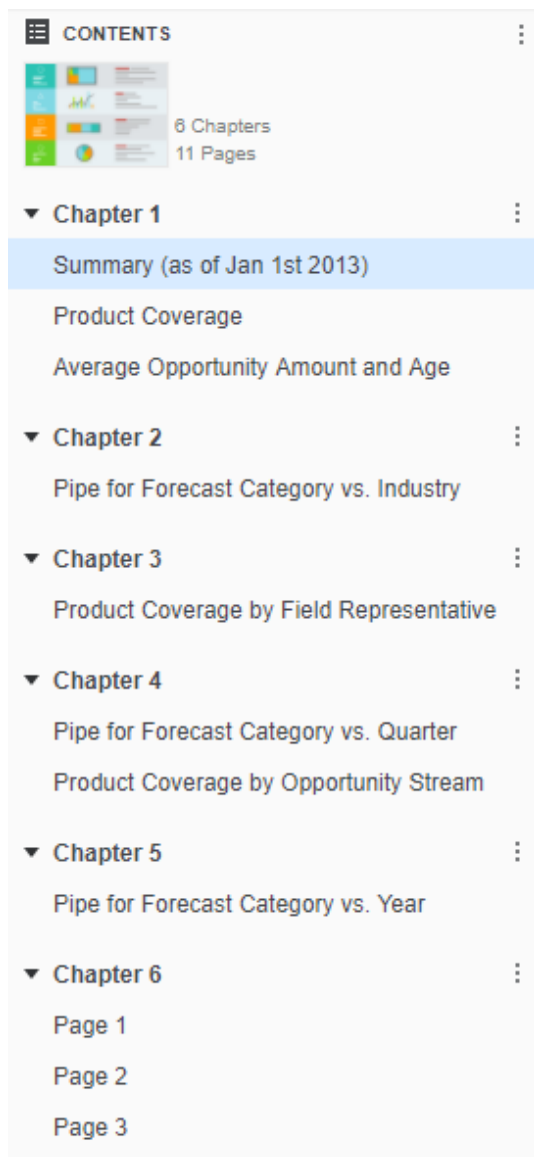 CONTENTS
6 Chapters
11 Pages
Chapter 1
Summary (as of Jan 1st 2013)
Product Coverage
Average Opportunity Amount and Age
Chapter 2
Pipe for Forecast Category vs. Industry
Chapter 3
Product Coverage by Field Representative
Chapter 4
Pipe for Forecast Category vs. Quarter
Product Coverage by Opportunity Stream
Chapter 5
Pipe for Forecast Category vs. Year
Chapter 6
Page 1
Page 2
Page 3